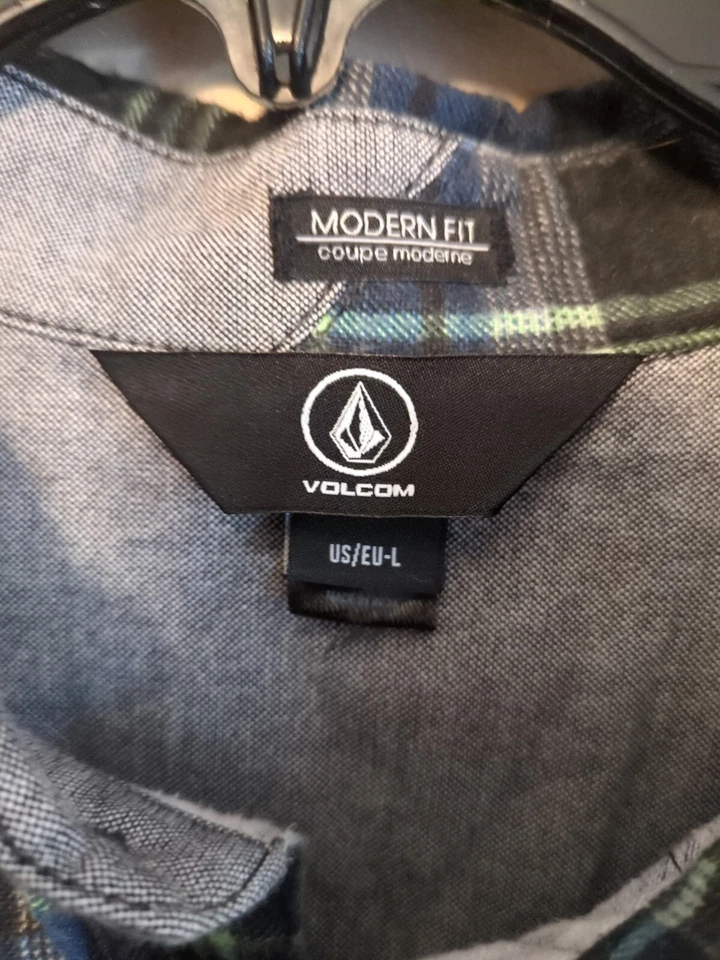 MODERN FIT
coupe moderne
VOLCOM
US/EU-L